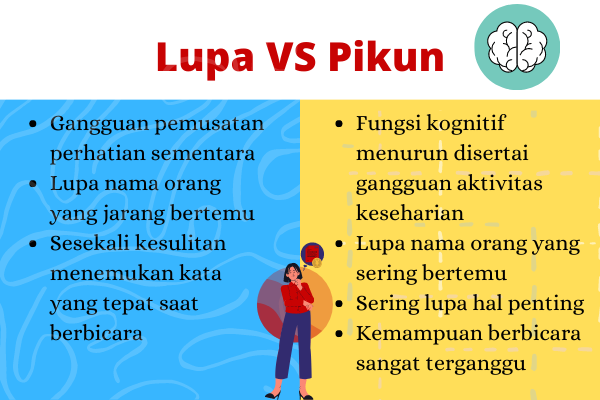 Lupa VS Pikun
• Gangguan pemusatan
perhatian sementara
• Lupa nama orang
yang jarang bertemu
• Sesekali kesulitan
menemukan kata
yang tepat saat
berbicara
• Fungsi kognitif
menurun disertai
gangguan aktivitas
keseharian
• Lupa nama orang yang
sering bertemu
• Sering lupa hal penting
• Kemampuan berbicara
sangat terganggu